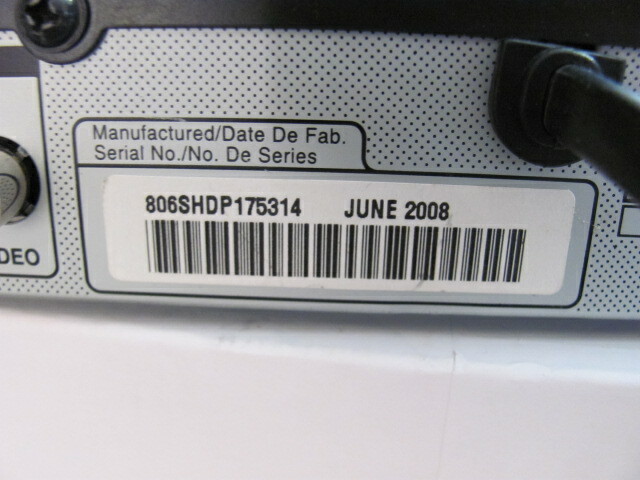 Manufactured/Date De Fab.
Serial No./No. De Series
806SHDP175314 JUNE 2008
DEO